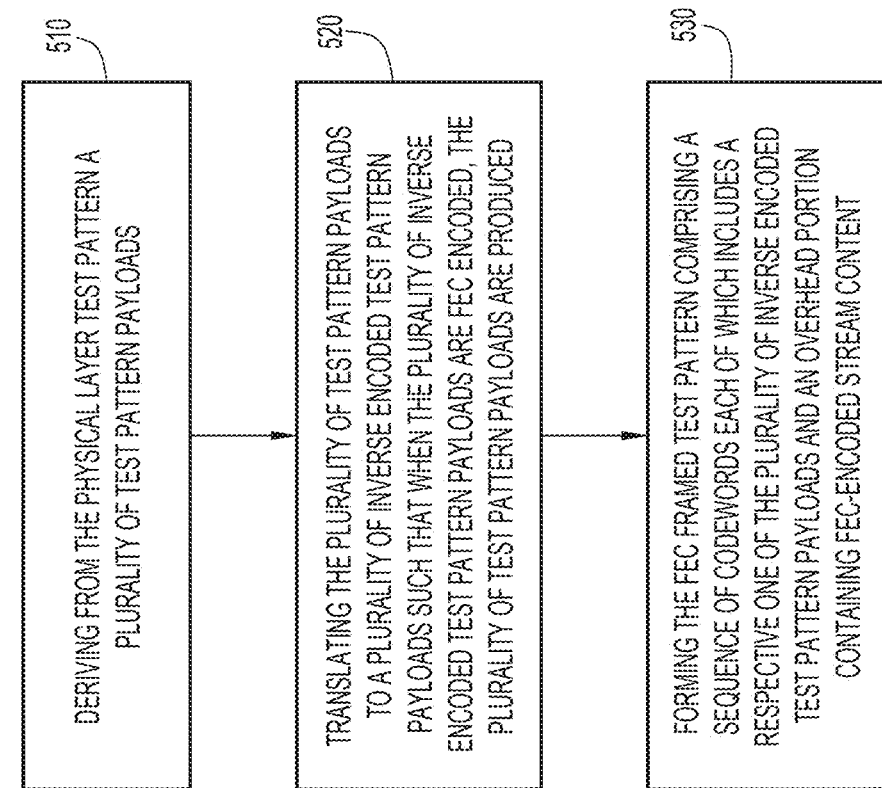 510
DERIVING FROM THE PHYSICAL LAYER TEST PATTERN A
PLURALITY OF TEST PATTERN PAYLOADS
520
TRANSLATING THE PLURALITY OF TEST PATTERN PAYLOADS
TO A PLURALITY OF INVERSE ENCODED TEST PATTERN
PAYLOADS SUCH THAT WHEN THE PLURALITY OF INVERSE
ENCODED TEST PATTERN PAYLOADS ARE FEC ENCODED, THE
PLURALITY OF TEST PATTERN PAYLOADS ARE PRODUCED
530
FORMING THE FEC FRAMED TEST PATTERN COMPRISING A
SEQUENCE OF CODEWORDS EACH OF WHICH INCLUDES A
RESPECTIVE ONE OF THE PLURALITY OF INVERSE ENCODED
TEST PATTERN PAYLOADS AND AN OVERHEAD PORTION
CONTAINING FEC-ENCODED STREAM CONTENT